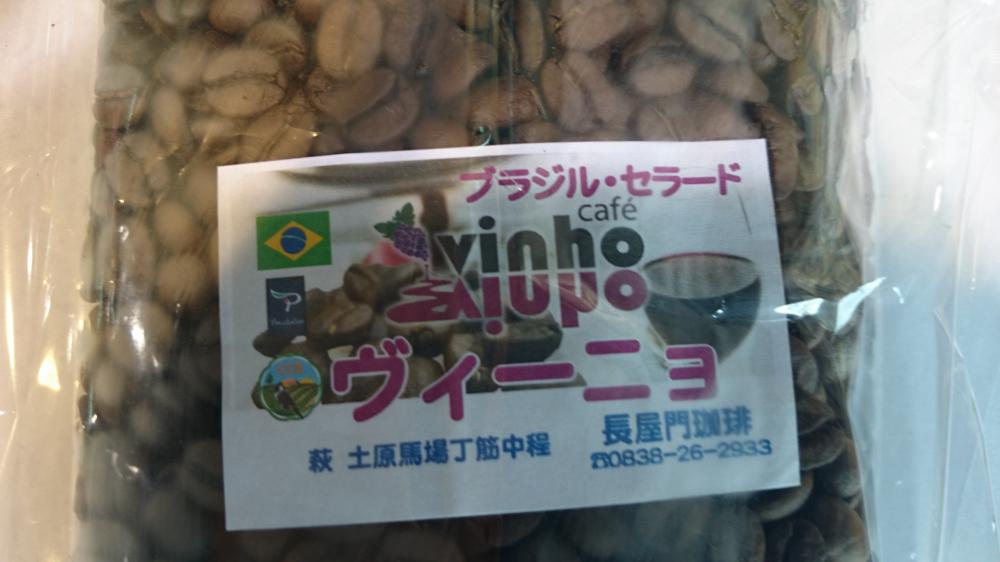 ブラジル・セラード
café
vinho
ヴィーニョ
長屋門珈琲
萩 土原馬場丁筋中程
☎0838-26-2933